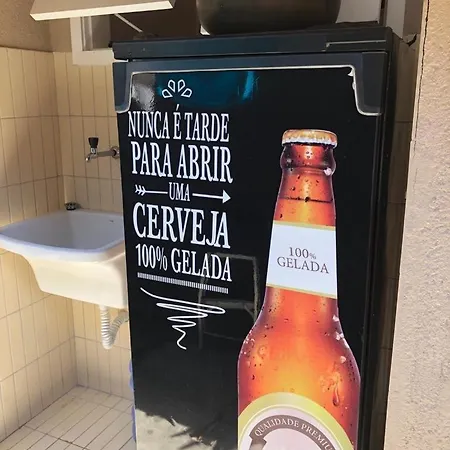 NUNCA É TARDE
PARA ABRIR
UMA
CERVEJA
100% GELADA
100%
GELADA
QUALIDADE PREMIUM